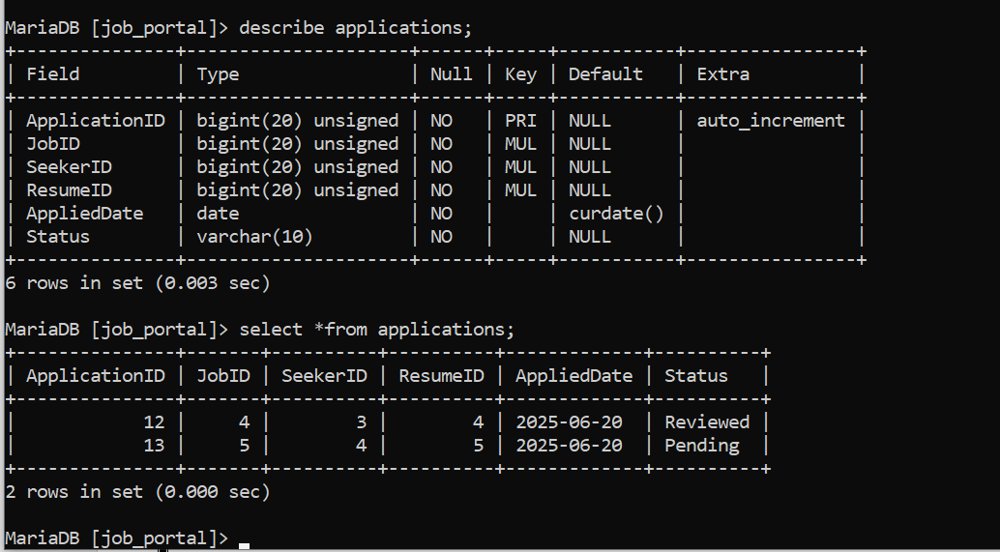 MariaDB [job_portal]> describe applications;
+---------------+---------------------+------+-----+-----------+----------------+
| Field         | Type                | Null | Key | Default   | Extra          |
+---------------+---------------------+------+-----+-----------+----------------+
| ApplicationID | bigint(20) unsigned | NO   | PRI | NULL      | auto_increment |
| JobID         | bigint(20) unsigned | NO   | MUL | NULL      |                |
| SeekerID      | bigint(20) unsigned | NO   | MUL | NULL      |                |
| ResumeID      | bigint(20) unsigned | NO   | MUL | NULL      |                |
| AppliedDate   | date                | NO   |     | curdate() |                |
| Status        | varchar(10)         | NO   |     | NULL      |                |
+---------------+---------------------+------+-----+-----------+----------------+
6 rows in set (0.003 sec)

MariaDB [job_portal]> select *from applications;
+---------------+-------+----------+----------+-------------+----------+
| ApplicationID | JobID | SeekerID | ResumeID | AppliedDate | Status   |
+---------------+-------+----------+----------+-------------+----------+
|            12 |     4 |        3 |        4 | 2025-06-20  | Reviewed |
|            13 |     5 |        4 |        5 | 2025-06-20  | Pending  |
+---------------+-------+----------+----------+-------------+----------+
2 rows in set (0.000 sec)

MariaDB [job_portal]>